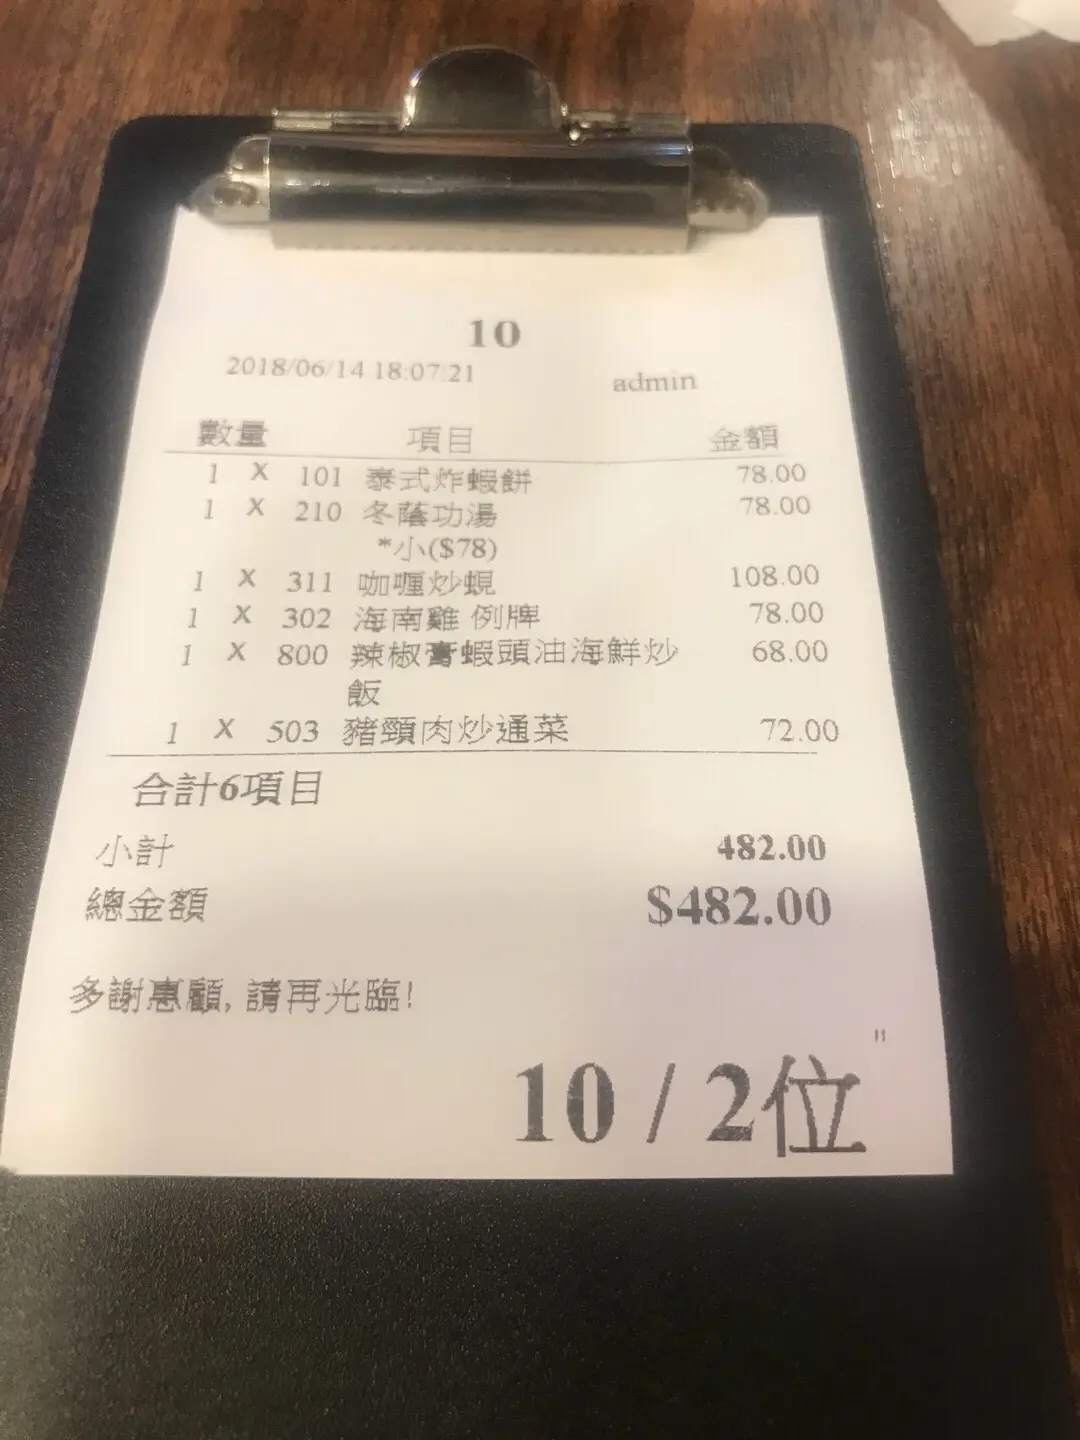 10
2018/06/14 18:07:21 admin
數量 項目 金額
1 X 101 泰式炸蝦餅 78.00
1 X 210 冬蔭功湯 78.00
*小($78)
1 X 311 咖喱炒蜆 108.00
1 X 302 海南雞 例牌 78.00
1 X 800 辣椒膏蝦頭油海鮮炒 68.00
飯
1 X 503 豬頸肉炒通菜 72.00
合計6項目
小計 482.00
總金額 $482.00
多謝惠顧, 請再光臨!
"
10 / 2位